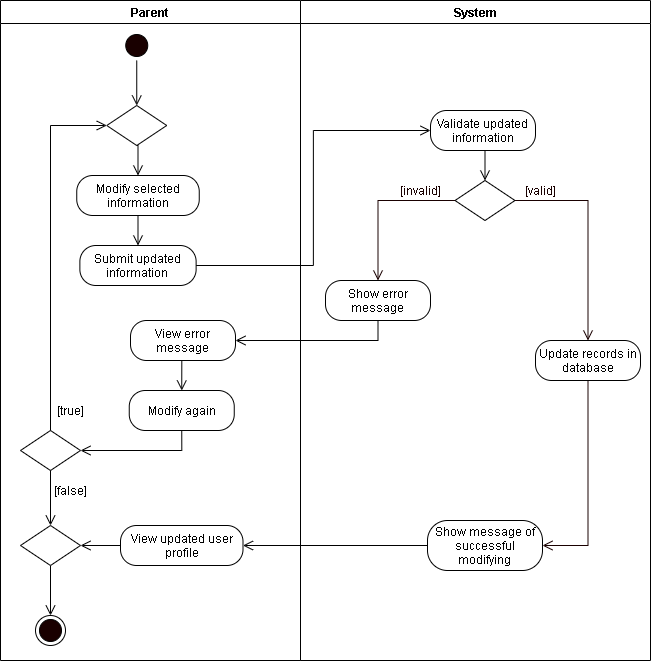 Parent
System
Validate updated
information
Modify selected
information
[invalid]
[valid]
Submit updated
information
Show error
message
View error
message
Update records in
database
Modify again
[true]
[false]
View updated user
profile
Show message of
successful
modifying